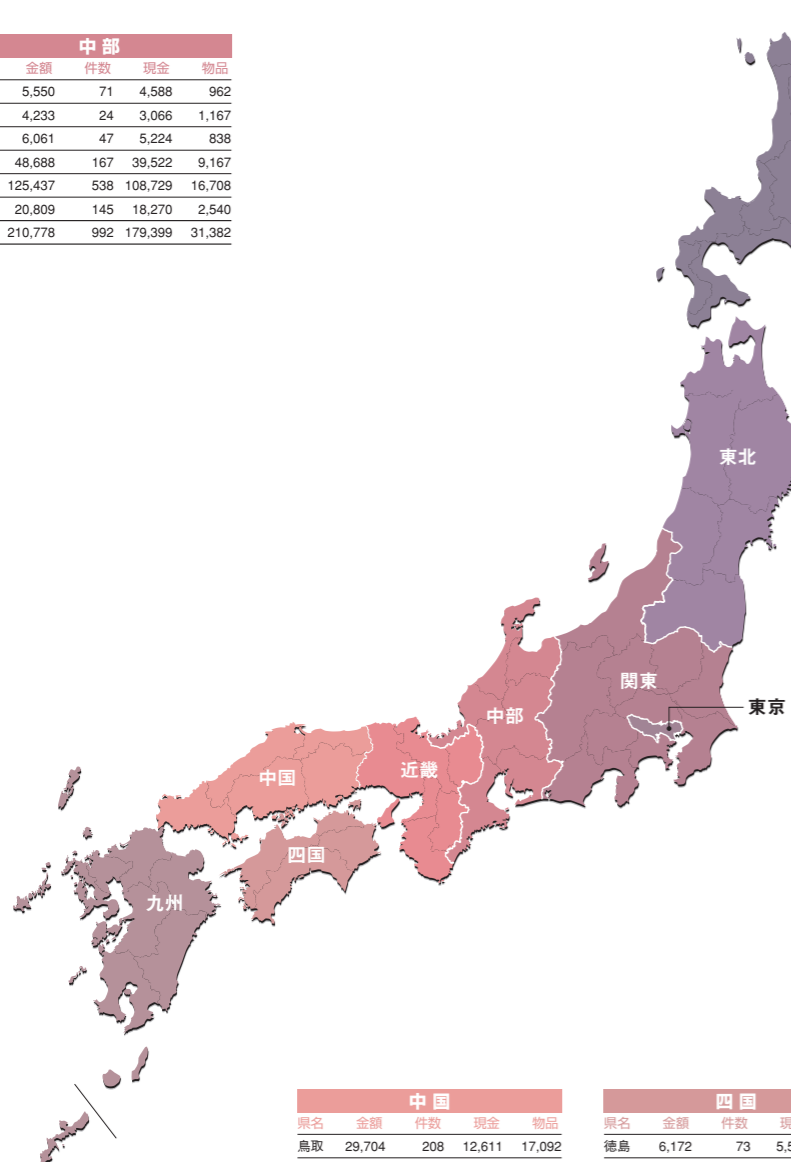 中部
金額 件数 現金 物品
5,550 71 4,588 962
4,233 24 3,066 1,167
6,061 47 5,224 838
48,688 167 39,522 9,167
125,437 538 108,729 16,708
20,809 145 18,270 2,540
210,778 992 179,399 31,382
東北
関東
東京
中部
近畿
中国
四国
九州
中国
県名 金額 件数 現金 物品
鳥取 29,704 208 12,611 17,092
四国
県名 金額 件数
徳島 6,172 73